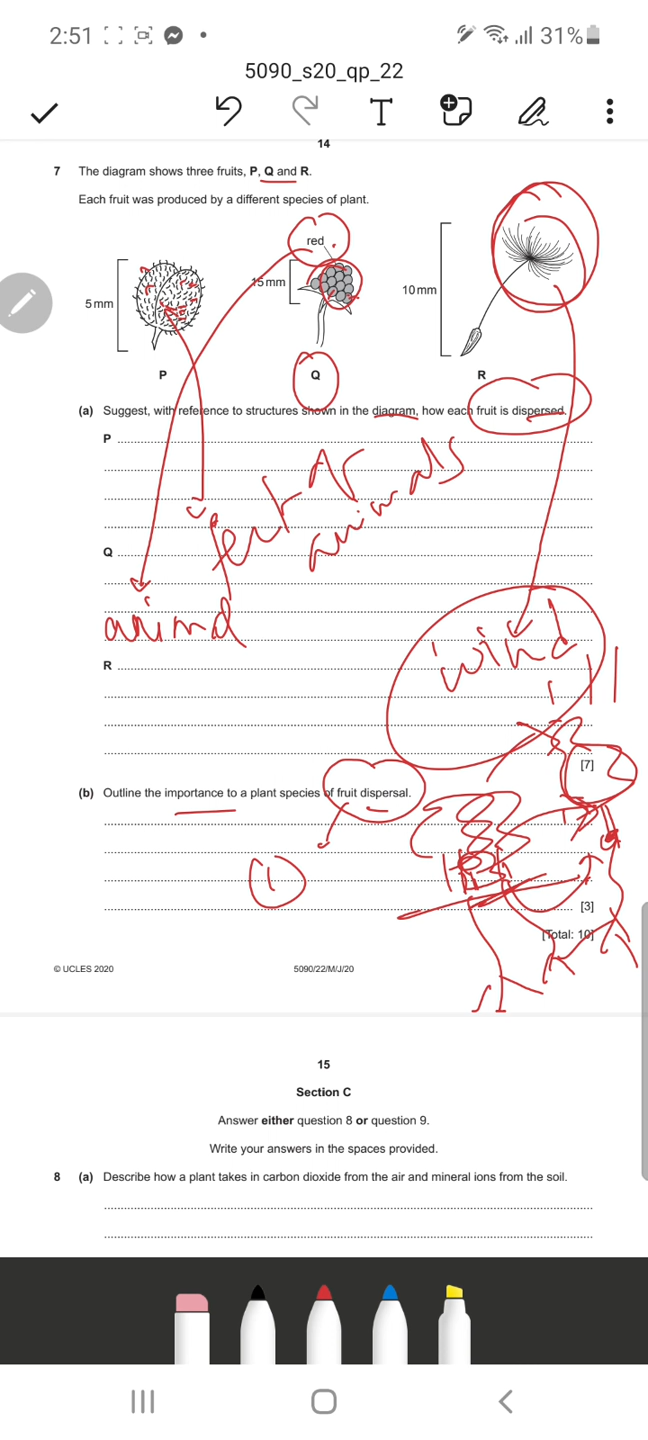 2:51
31%
5090_s20_qp_22
T
14
7 The diagram shows three fruits, P, Q and R.
Each fruit was produced by a different species of plant.
red
5 mm
15 mm
10 mm
P
Q
R
(a) Suggest, with reference to structures shown in the diagram, how each fruit is dispersed.
P
animals
Q
R
wind
[7]
(b) Outline the importance to a plant species of fruit dispersal.
1
[3]
[Total: 10]
© UCLES 2020
5090/22/M/J/20
15
Section C
Answer either question 8 or question 9.
Write your answers in the spaces provided.
8 (a) Describe how a plant takes in carbon dioxide from the air and mineral ions from the soil.